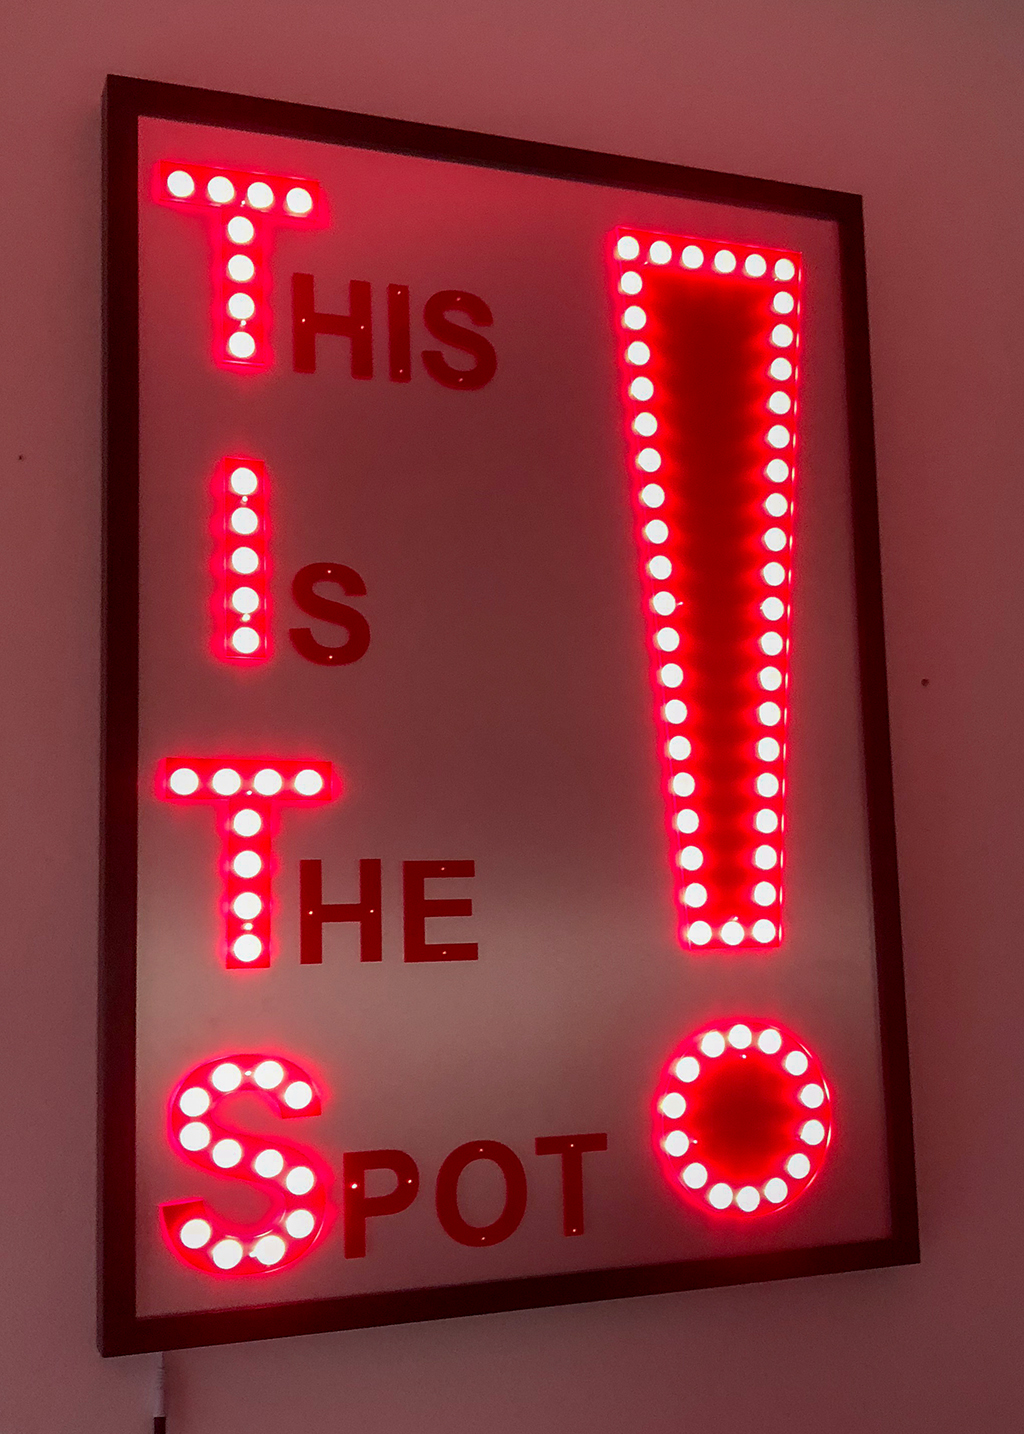 THIS
IS
THE
SPOT !